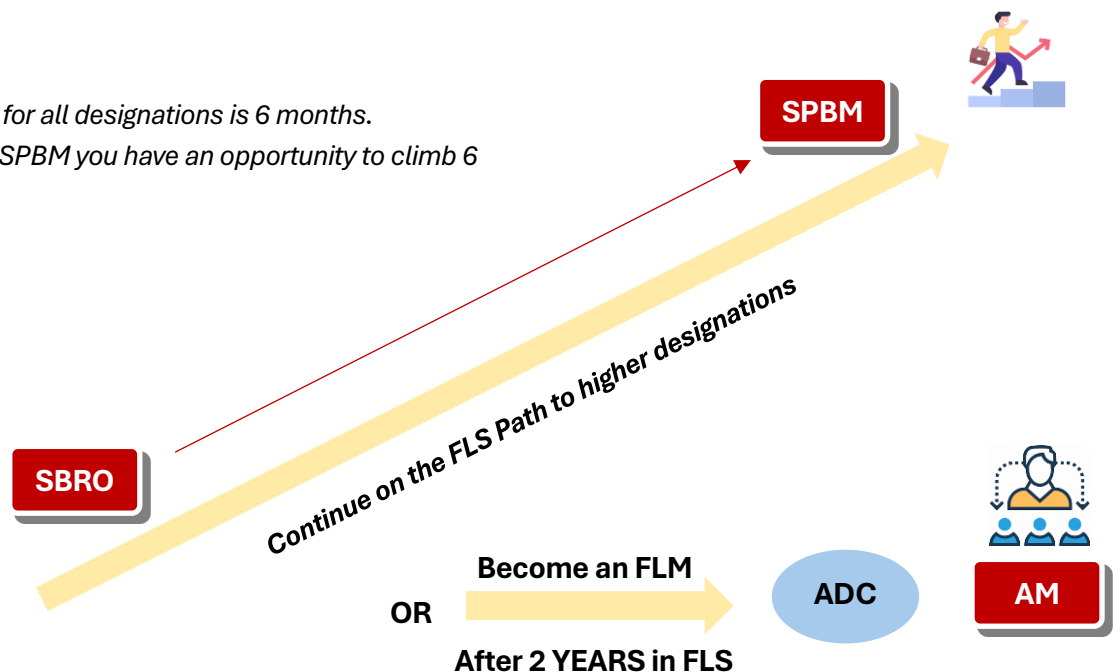 for all designations is 6 months.
SPBM you have an opportunity to climb 6
SPBM
Continue on the FLS Path to higher designations
SBRO
Become an FLM
OR
After 2 YEARS in FLS
ADC
AM